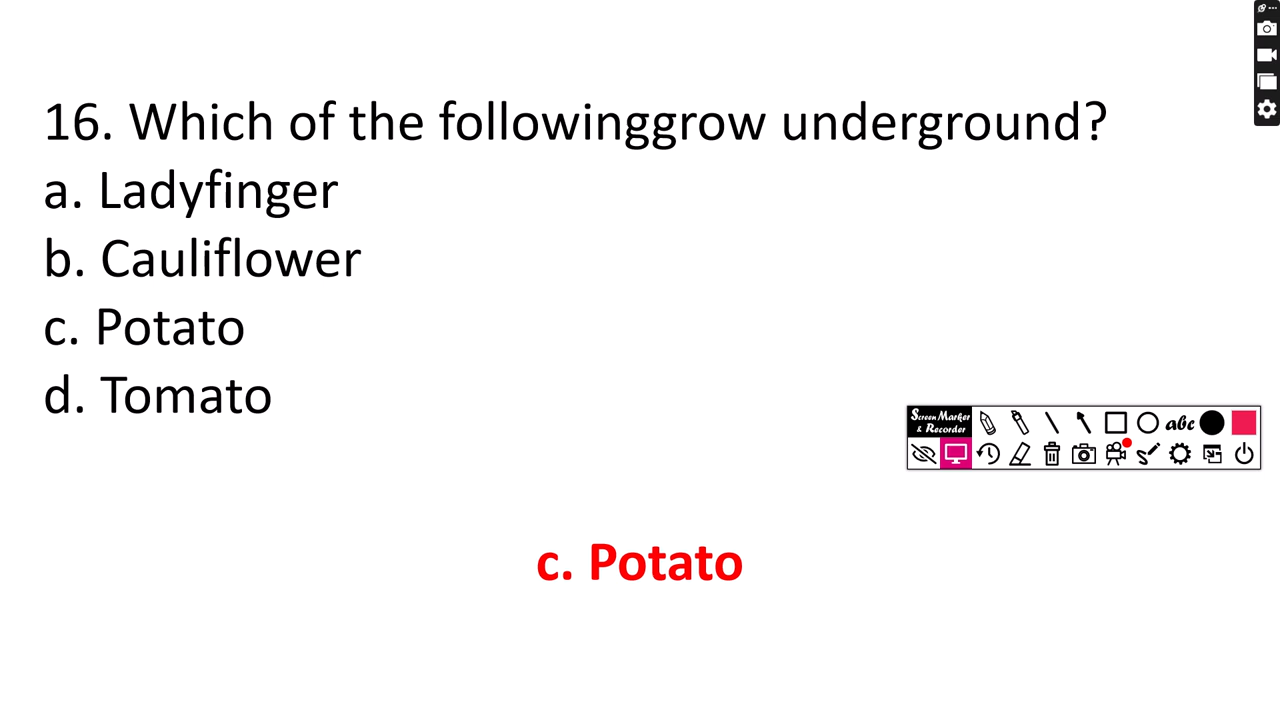 16. Which of the followinggrow underground?
a. Ladyfinger
b. Cauliflower
c. Potato
d. Tomato
Screen Marker
& Recorder
abc
c. Potato